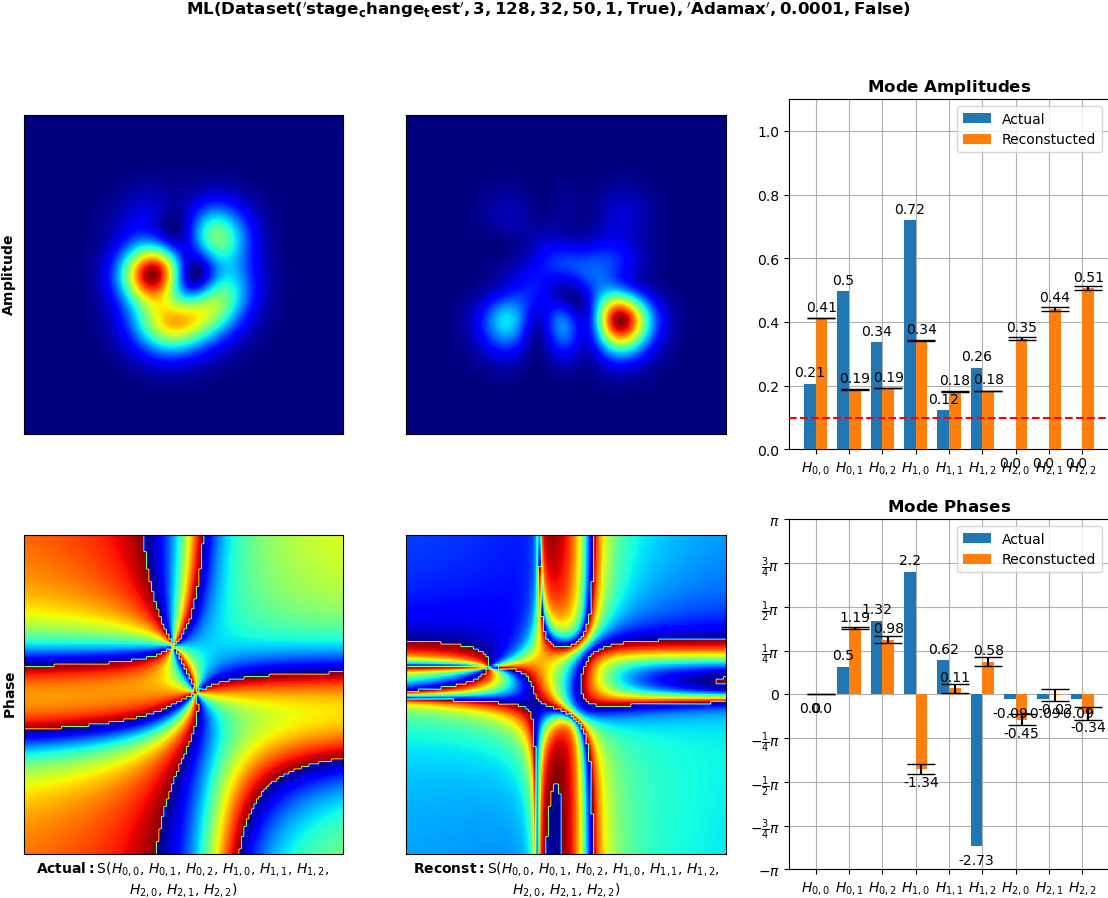 ML(Dataset('stage_change_test', 3, 128, 32, 50, 1, True), 'Adamax', 0.0001, False)
Amplitude
Mode Amplitudes
Actual
Reconstucted
1.0
0.8
0.6
0.4
0.2
0.0
0.21
0.41
0.5
0.19
0.34
0.19
0.72
0.34
0.12
0.18
0.26
0.18
0.0
0.35
0.0
0.44
0.0
0.51
H0,0 H0,1 H0,2 H1,0 H1,1 H1,2 H2,0 H2,1 H2,2
Phase
Mode Phases
Actual
Reconstucted
π
3/4π
1/2π
1/4π
0
−1/4π
−1/2π
−3/4π
−π
0.0
0.0
0.5
1.19
1.32
0.98
2.2
-1.34
0.62
0.11
-2.73
0.58
-0.09
-0.45
-0.09
-0.02
-0.09
-0.34
H0,0 H0,1 H0,2 H1,0 H1,1 H1,2 H2,0 H2,1 H2,2
Actual: S(H0,0, H0,1, H0,2, H1,0, H1,1, H1,2,
H2,0, H2,1, H2,2)
Reconst: S(H0,0, H0,1, H0,2, H1,0, H1,1, H1,2,
H2,0, H2,1, H2,2)